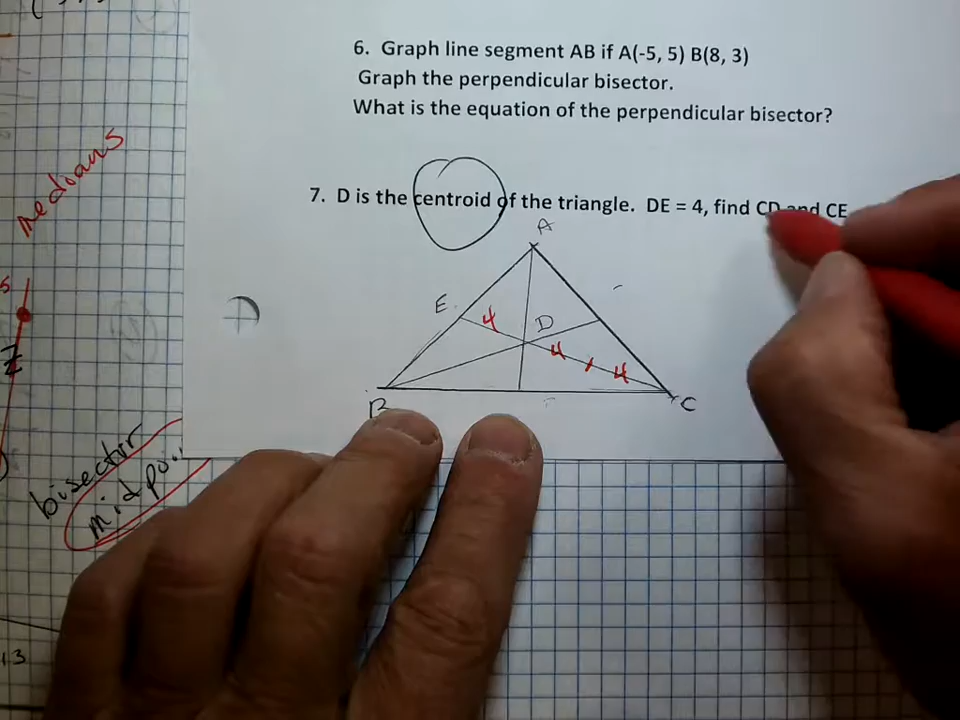 6. Graph line segment AB if A(-5, 5) B(8, 3)
Graph the perpendicular bisector.
What is the equation of the perpendicular bisector?
medians
7. D is the centroid of the triangle. DE = 4, find CD and CE
A
E
4
D
4
4
B
C
bisector
13